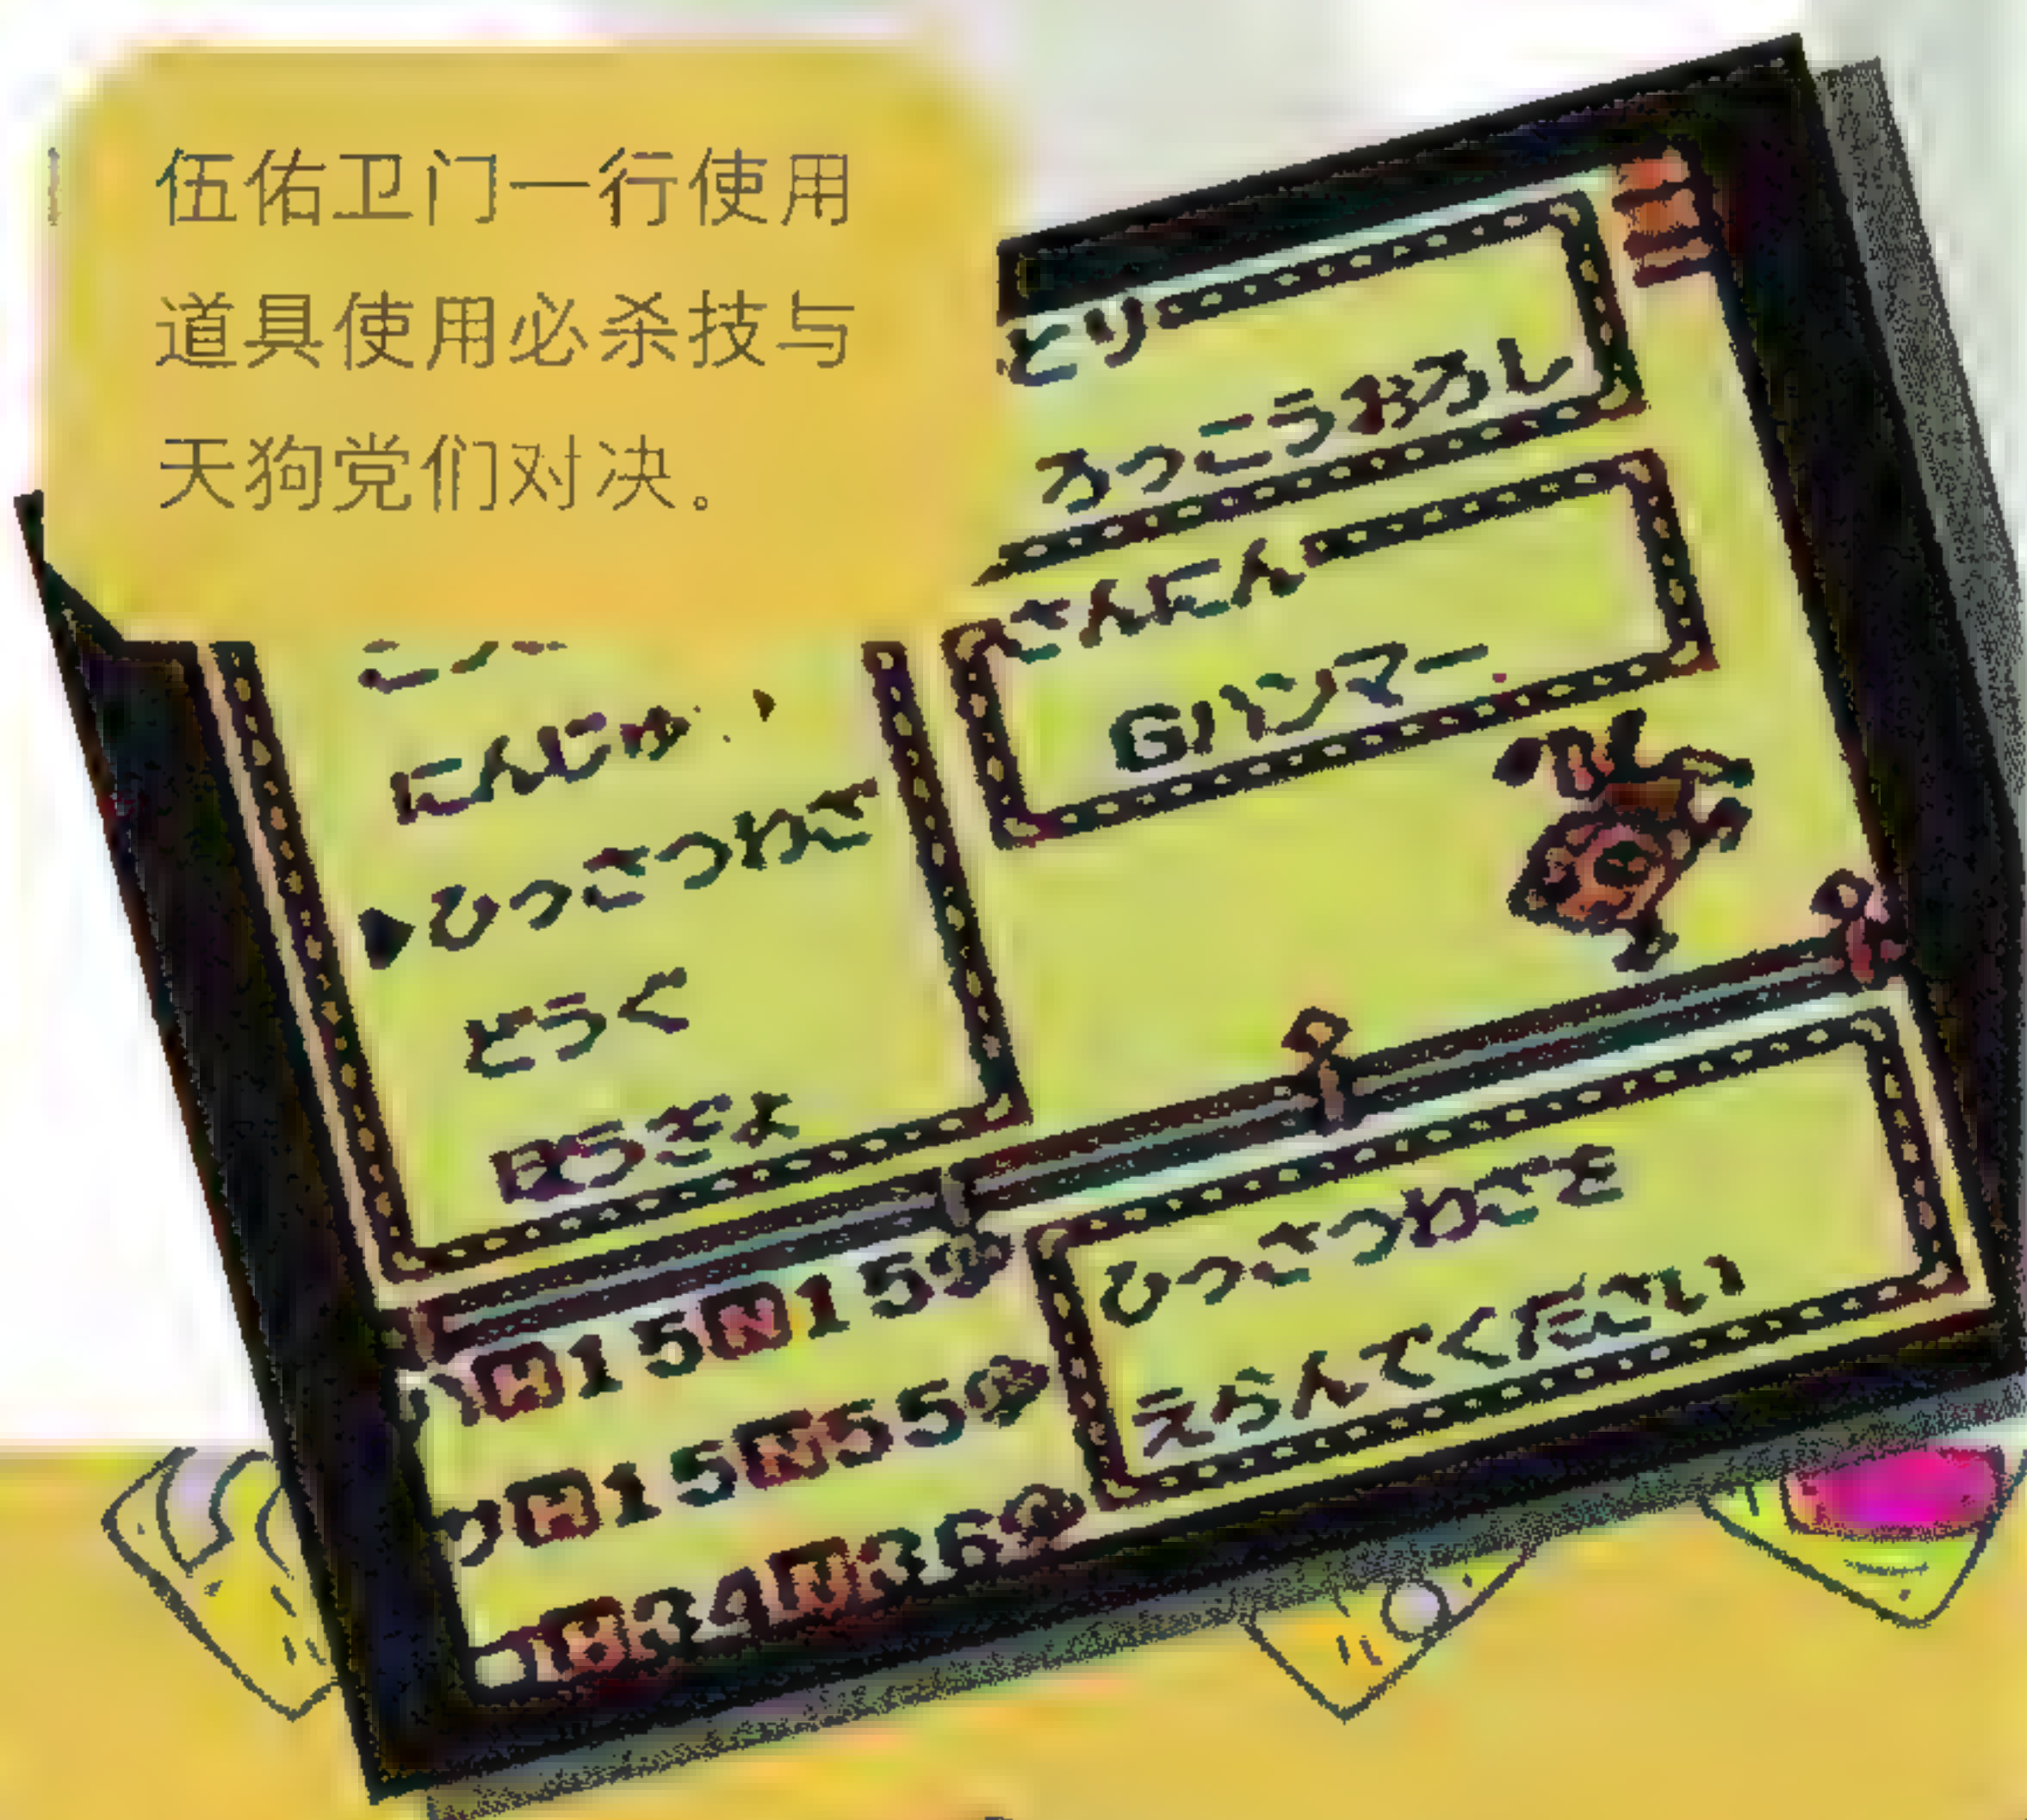 伍佑卫门一行使用
道具使用必杀技与
天狗党们对决。
とり
ろっこうおろし
さんにん
Gハンマー
にんじゅ
▶ひっさつわざ
どうぐ
ぼうぎょ
H15N15
H15N55
H34N36
ひっさつわざを
えらんでください